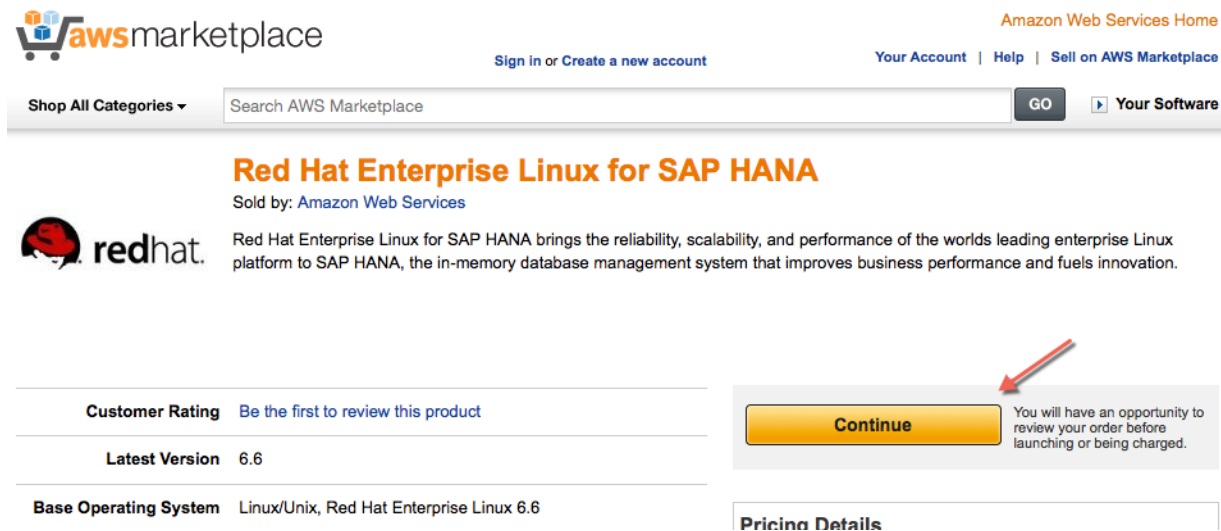 awsmarketplace
Amazon Web Services Home
Sign in or Create a new account
Your Account | Help | Sell on AWS Marketplace
Shop All Categories
Search AWS Marketplace
GO
Your Software
Red Hat Enterprise Linux for SAP HANA
Sold by: Amazon Web Services
redhat.
Red Hat Enterprise Linux for SAP HANA brings the reliability, scalability, and performance of the worlds leading enterprise Linux
platform to SAP HANA, the in-memory database management system that improves business performance and fuels innovation.
Customer Rating Be the first to review this product
Latest Version 6.6
Base Operating System Linux/Unix, Red Hat Enterprise Linux 6.6
Continue
You will have an opportunity to
review your order before
launching or being charged.
Pricing Details